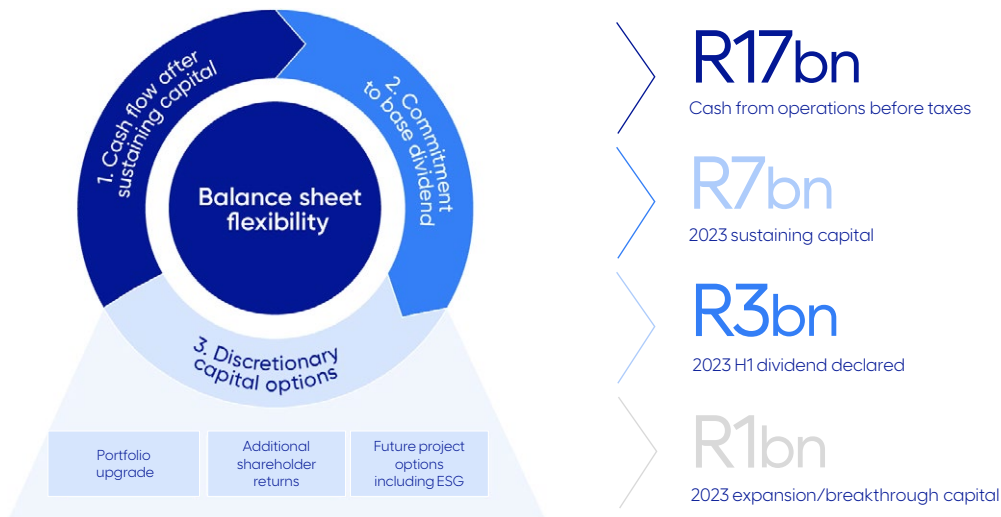 1. Cash flow after
sustaining capital
2. Commitment
to base dividend
Balance sheet
flexibility
3. Discretionary
capital options
Portfolio
upgrade
Additional
shareholder
returns
Future project
options
including ESG
R17bn
Cash from operations before taxes
R7bn
2023 sustaining capital
R3bn
2023 H1 dividend declared
R1bn
2023 expansion/breakthrough capital